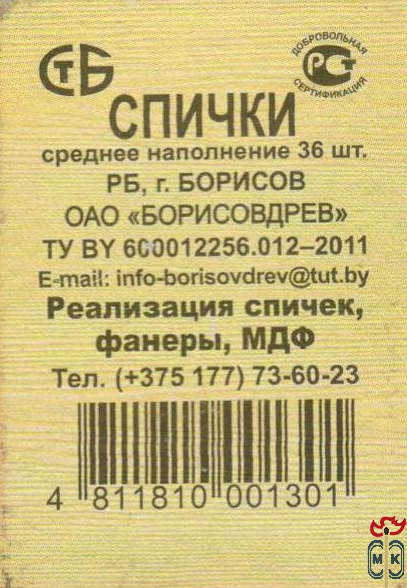 СТБ
ДОБРОВОЛЬНАЯ
РСТ
СЕРТИФИКАЦИЯ
СПИЧКИ
среднее наполнение 36 шт.
РБ, г. БОРИСОВ
ОАО «БОРИСОВДРЕВ»
ТУ BY 600012256.012–2011
E-mail: info-borisovdrev@tut.by
Реализация спичек,
фанеры, МДФ
Тел. (+375 177) 73-60-23
4 811810 001301
МК